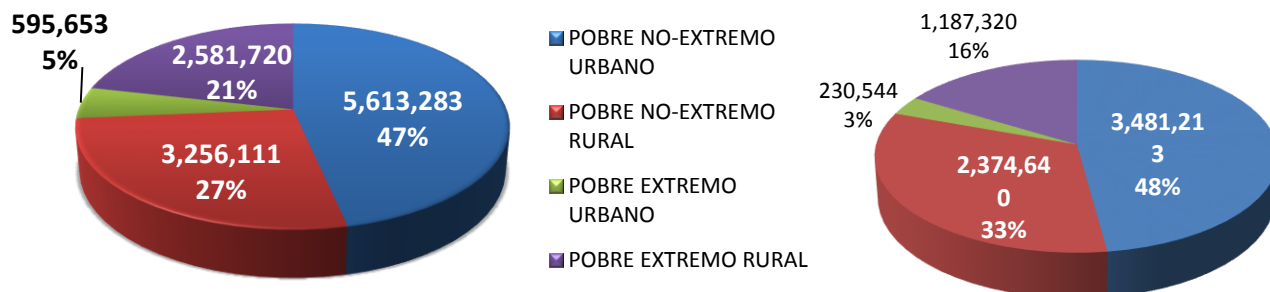 595,653
5%
2,581,720
21%
5,613,283
47%
3,256,111
27%
POBRE NO-EXTREMO
URBANO
POBRE NO-EXTREMO
RURAL
POBRE EXTREMO
URBANO
POBRE EXTREMO RURAL
1,187,320
16%
230,544
3%
3,481,21
3
48%
2,374,64
0
33%